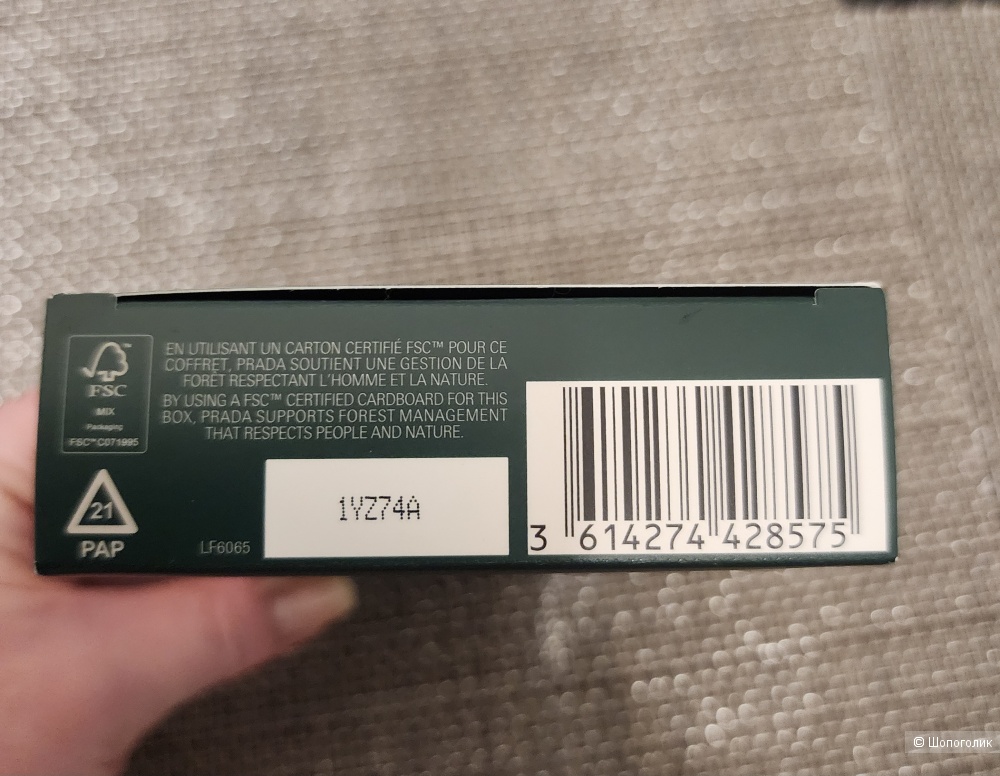 FSC™
MIX
Packaging
FSC™ C071995
EN UTILISANT UN CARTON CERTIFIÉ FSC™ POUR CE
COFFRET, PRADA SOUTIENT UNE GESTION DE LA
FORÊT RESPECTANT L'HOMME ET LA NATURE.
BY USING A FSC™ CERTIFIED CARDBOARD FOR THIS
BOX, PRADA SUPPORTS FOREST MANAGEMENT
THAT RESPECTS PEOPLE AND NATURE.
21
PAP
LF6065
1YZ74A
3 614274 428575
© Шопоголик